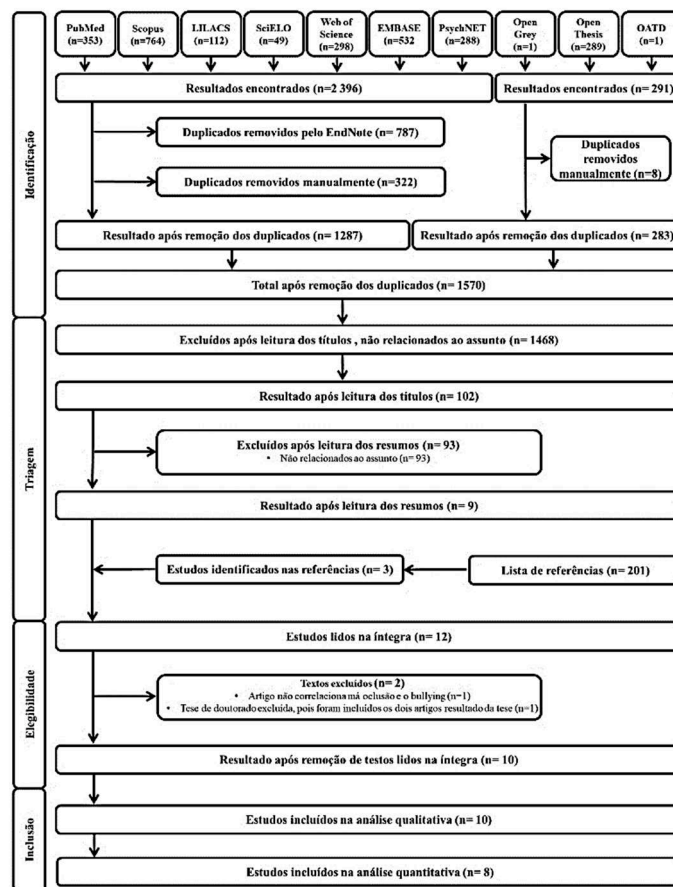 PubMed
(n=353)
Scopus
(n=764)
LILACS
(n=112)
SciELO
(n=49)
Web of
Science
(n=298)
EMBASE
(n=532
PsychNET
(n=288)
Open
Grey
(n=1)
Open
Thesis
(n=289)
OATD
(n=1)
Identificação
Resultados encontrados (n=2 396)
Resultados encontrados (n= 291)
Duplicados removidos pelo EndNote (n= 787)
Duplicados
removidos
manualmente (n=8)
Duplicados removidos manualmente (n=322)
Resultado após remoção dos duplicados (n= 1287)
Resultado após remoção dos duplicados (n= 283)
Total após remoção dos duplicados (n= 1570)
Triagem
Excluídos após leitura dos títulos , não relacionados ao assunto (n= 1468)
Resultado após leitura dos títulos (n= 102)
Excluídos após leitura dos resumos (n= 93)
• Não relacionados ao assunto (n= 93)
Resultado após leitura dos resumos (n= 9)
Estudos identificados nas referências (n= 3)
Lista de referências (n= 201)
Elegibilidade
Estudos lidos na íntegra (n= 12)
Textos excluídos (n= 2)
• Artigo não correlaciona má oclusão e o bullying (n=1)
• Tese de doutorado excluída, pois foram incluídos os dois artigos resultado da tese (n=1)
Resultado após remoção de testos lidos na íntegra (n= 10)
Inclusão
Estudos incluídos na análise qualitativa (n= 10)
Estudos incluídos na análise quantitativa (n= 8)